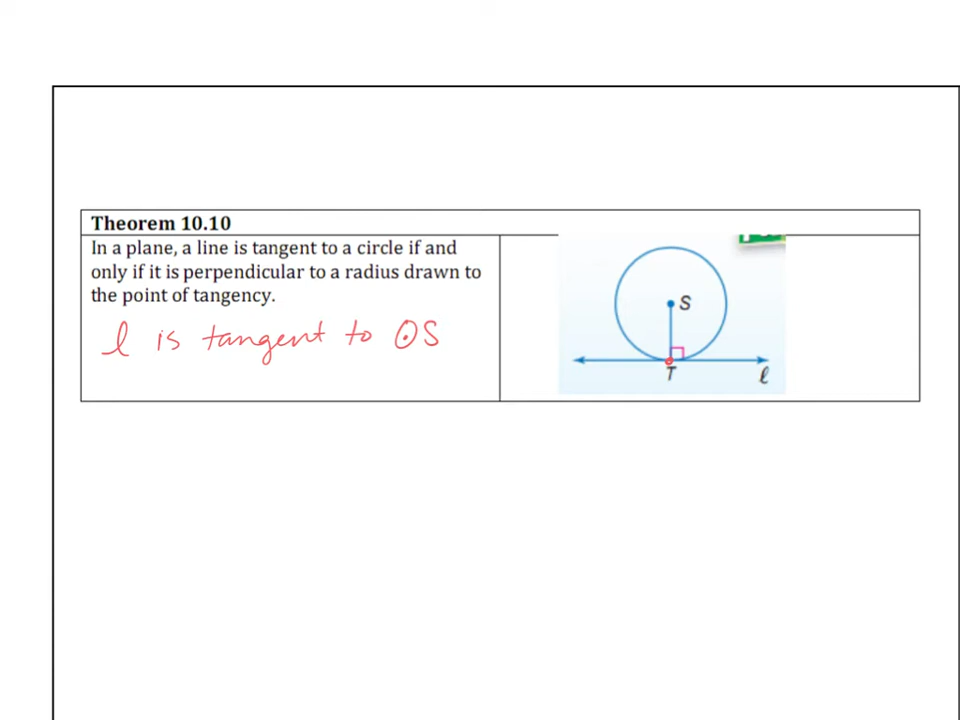 Theorem 10.10
In a plane, a line is tangent to a circle if and
only if it is perpendicular to a radius drawn to
the point of tangency.
l is tangent to ⊙S
S
T
ℓ